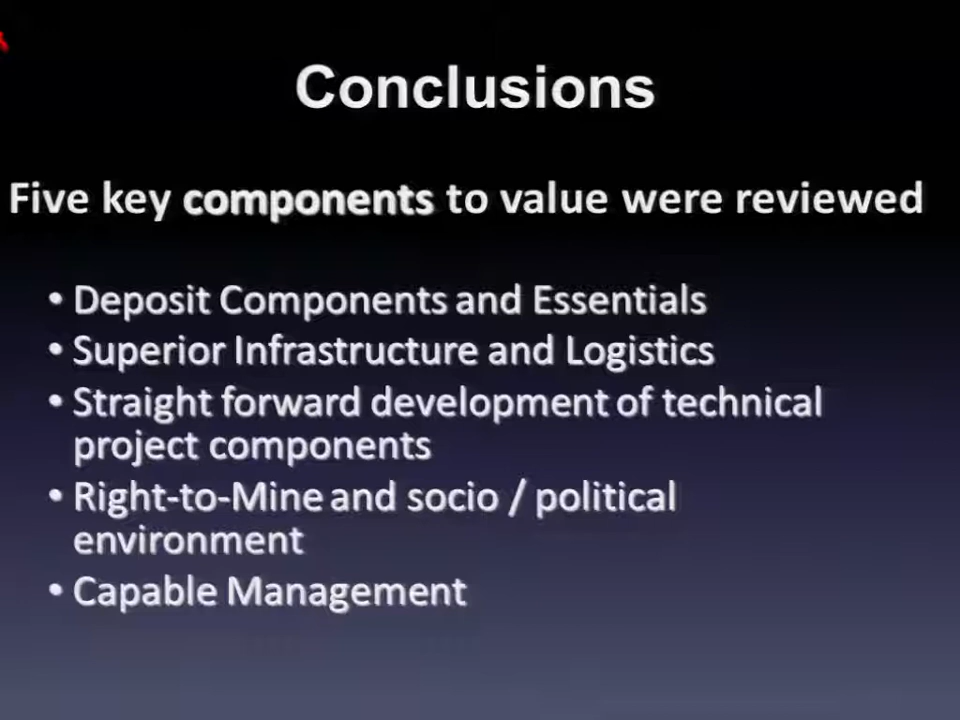 Conclusions
Five key components to value were reviewed
• Deposit Components and Essentials
• Superior Infrastructure and Logistics
• Straight forward development of technical
project components
• Right-to-Mine and socio / political
environment
• Capable Management